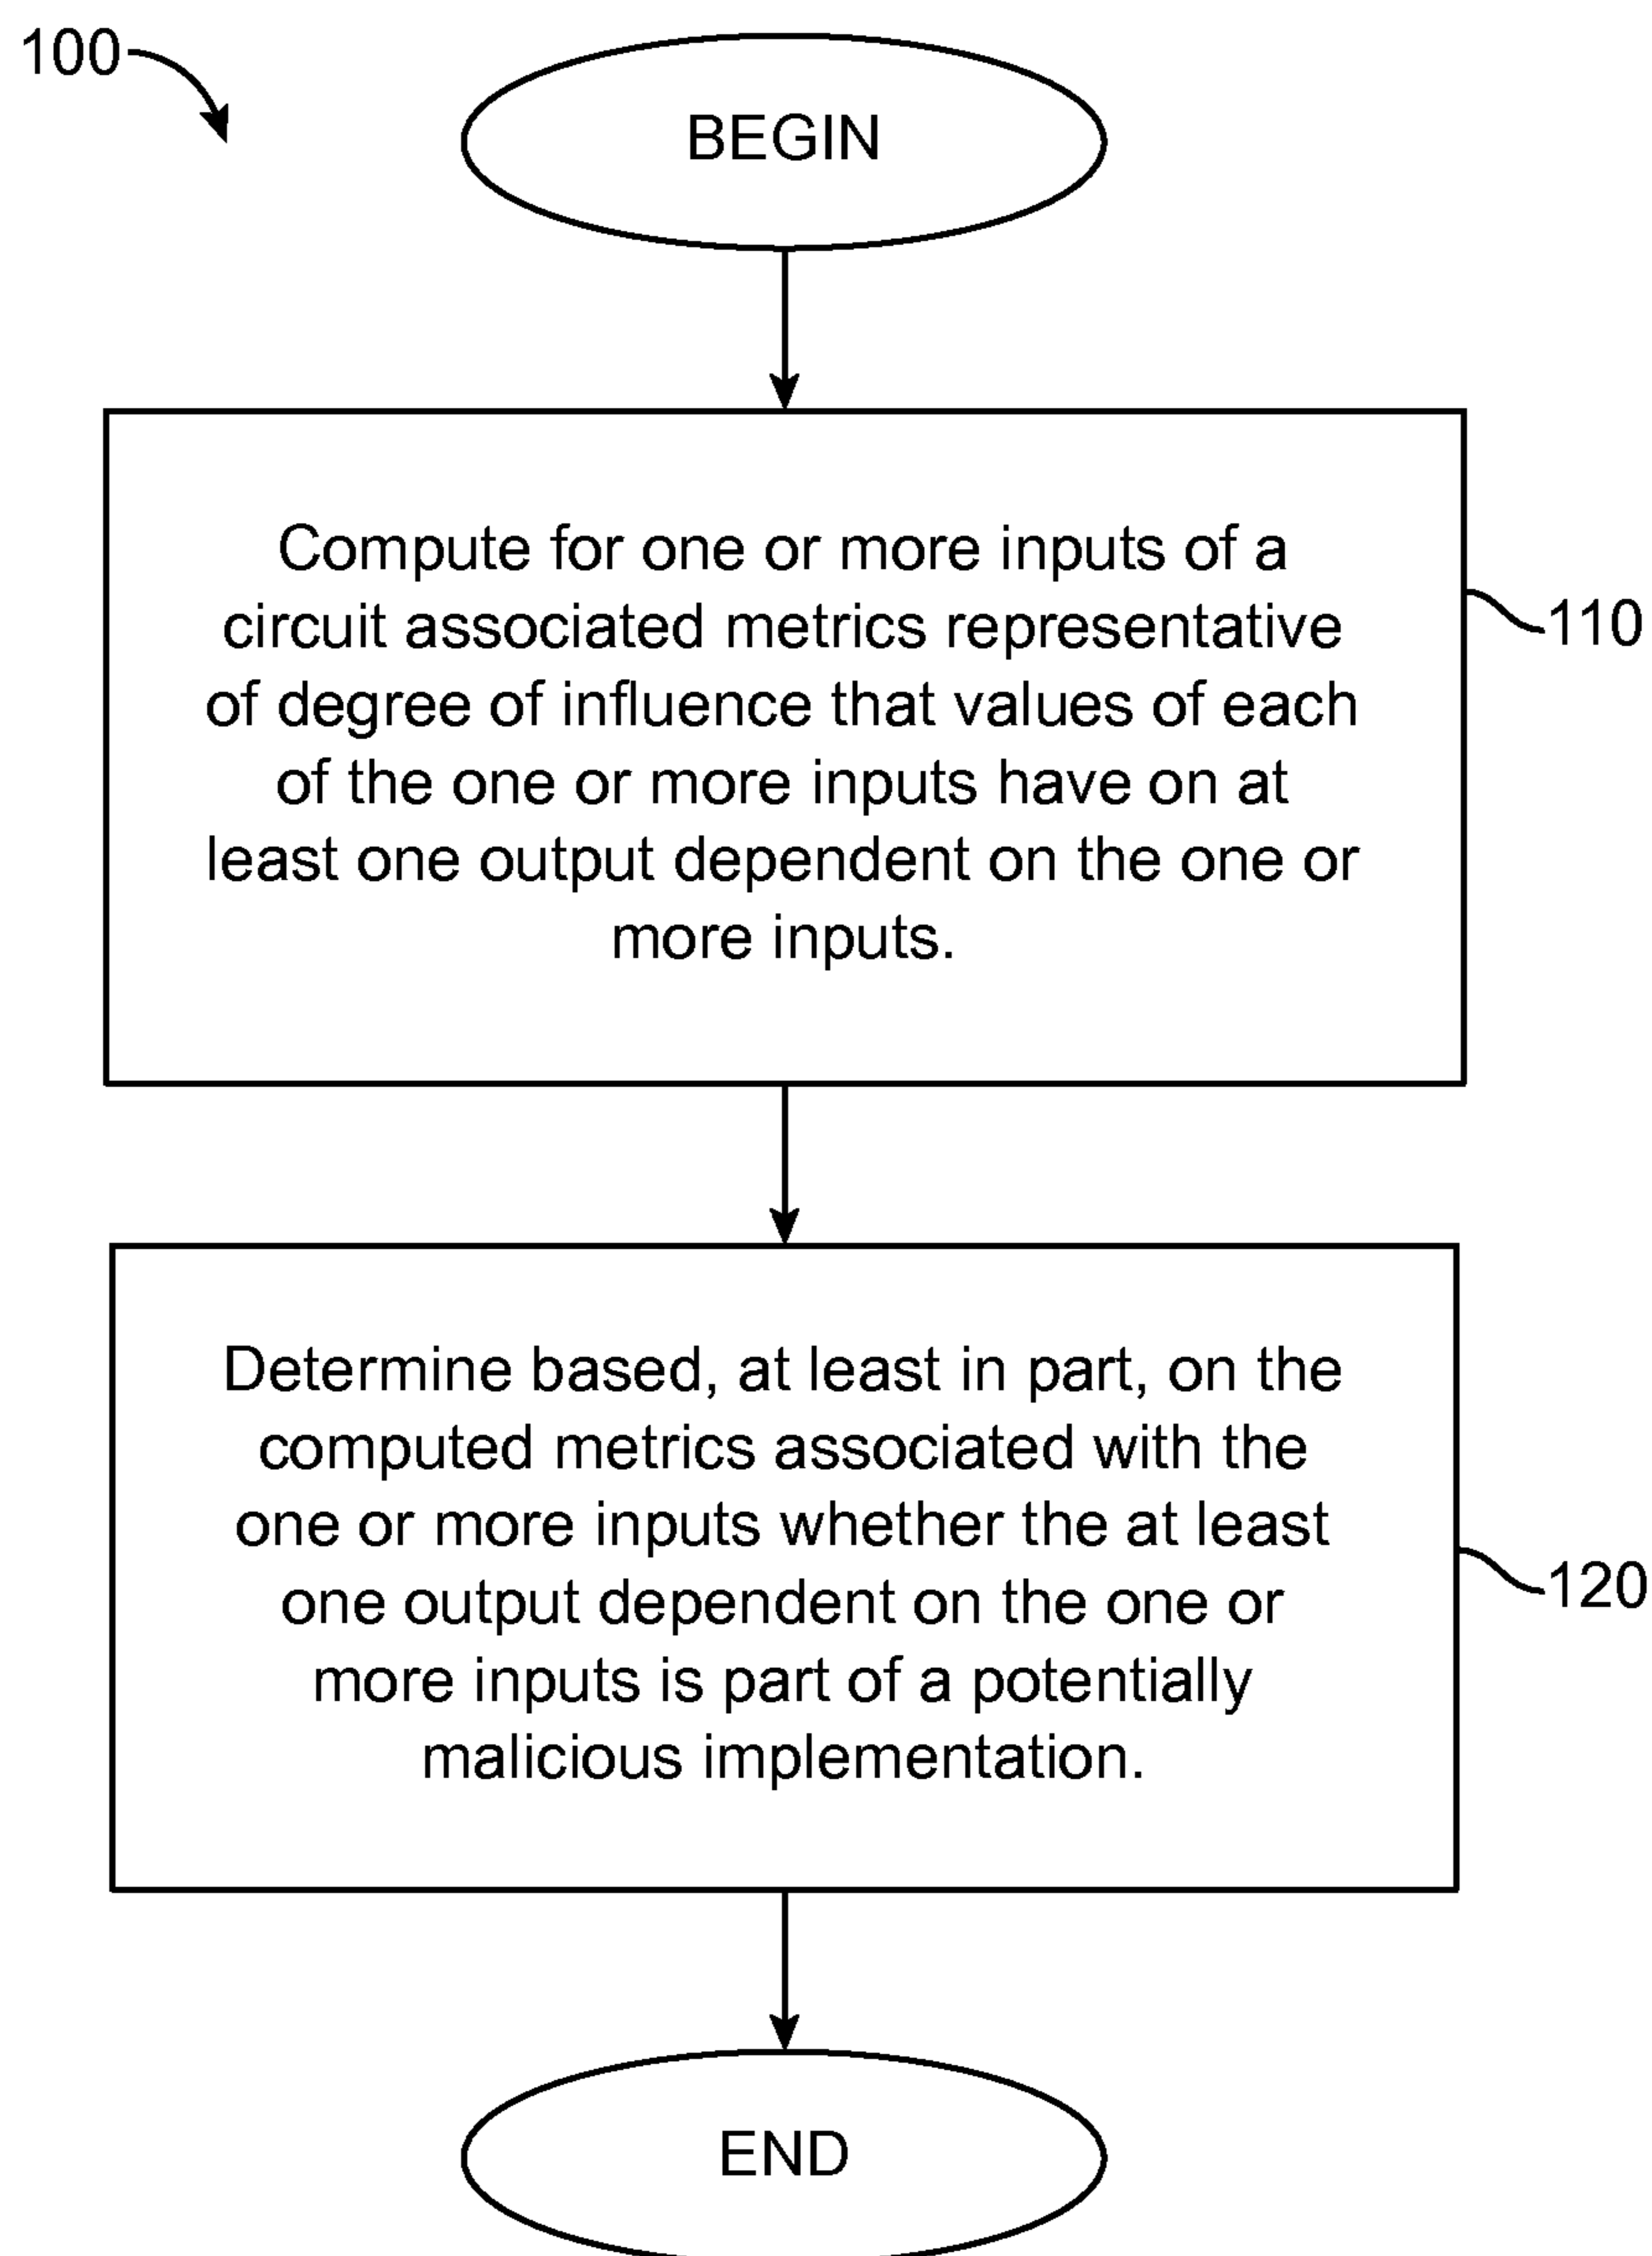 100
BEGIN
Compute for one or more inputs of a
circuit associated metrics representative
of degree of influence that values of each
of the one or more inputs have on at
least one output dependent on the one or
more inputs.
110
Determine based, at least in part, on the
computed metrics associated with the
one or more inputs whether the at least
one output dependent on the one or
more inputs is part of a potentially
malicious implementation.
120
END